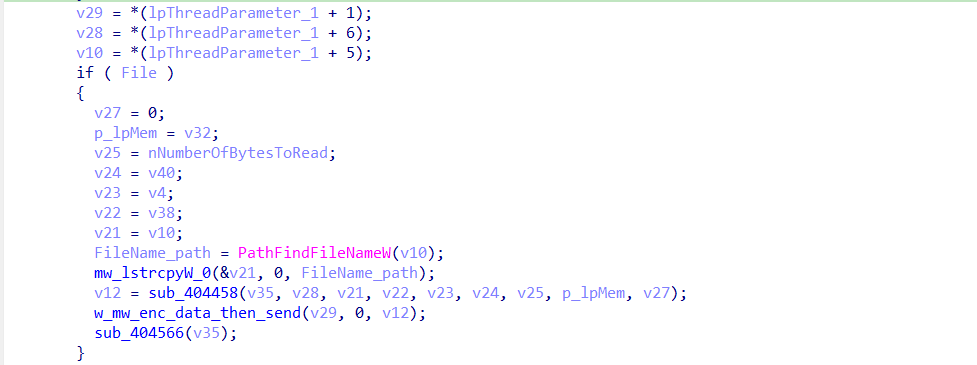 v29 = *(lpThreadParameter_1 + 1);
v28 = *(lpThreadParameter_1 + 6);
v10 = *(lpThreadParameter_1 + 5);
if ( File )
{
v27 = 0;
p_lpMem = v32;
v25 = nNumberOfBytesToRead;
v24 = v40;
v23 = v4;
v22 = v38;
v21 = v10;
FileName_path = PathFindFileNameW(v10);
mw_lstrcpyW_0(&v21, 0, FileName_path);
v12 = sub_404458(v35, v28, v21, v22, v23, v24, v25, p_lpMem, v27);
w_mw_enc_data_then_send(v29, 0, v12);
sub_404566(v35);
}